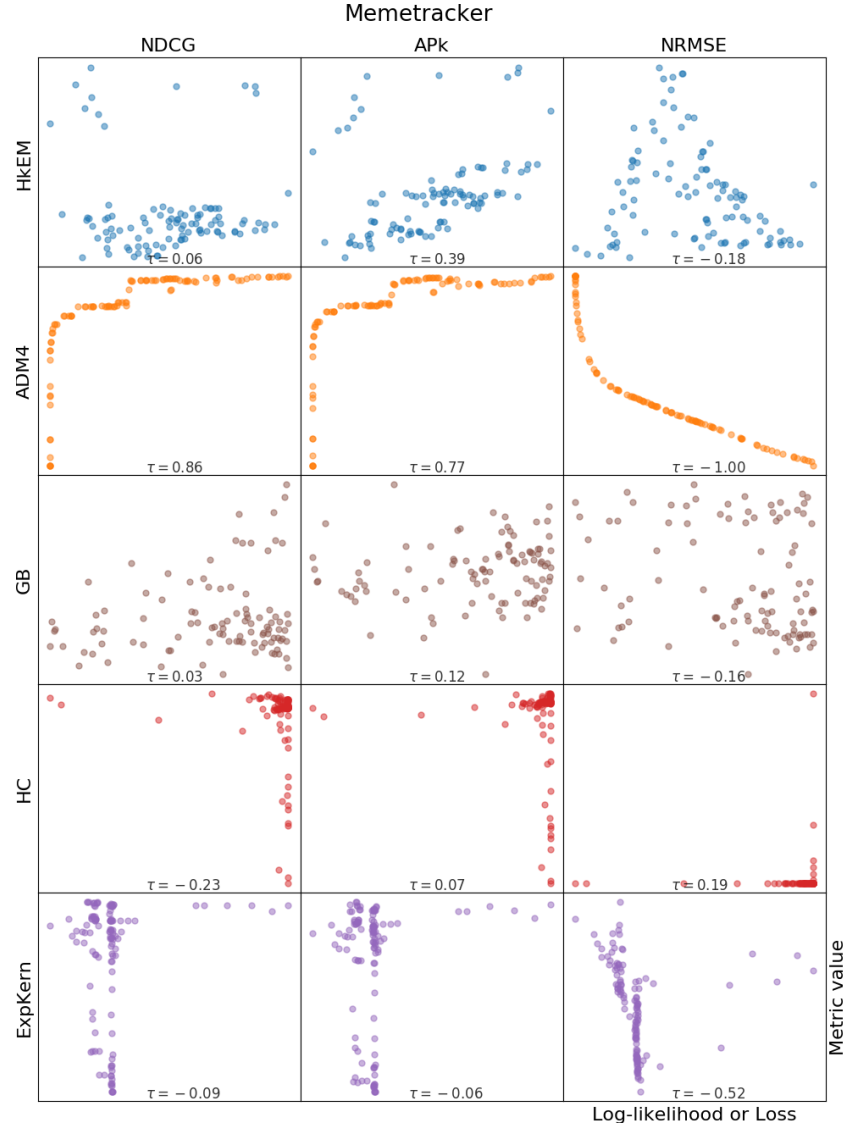 Memetracker
NDCG
APk
NRMSE
HkEM
τ = 0.06
τ = 0.39
τ = −0.18
ADM4
τ = 0.86
τ = 0.77
τ = −1.00
GB
τ = 0.03
τ = 0.12
τ = −0.16
HC
τ = −0.23
τ = 0.07
τ = 0.19
ExpKern
τ = −0.09
τ = −0.06
τ = −0.52
Metric value
Log-likelihood or Loss